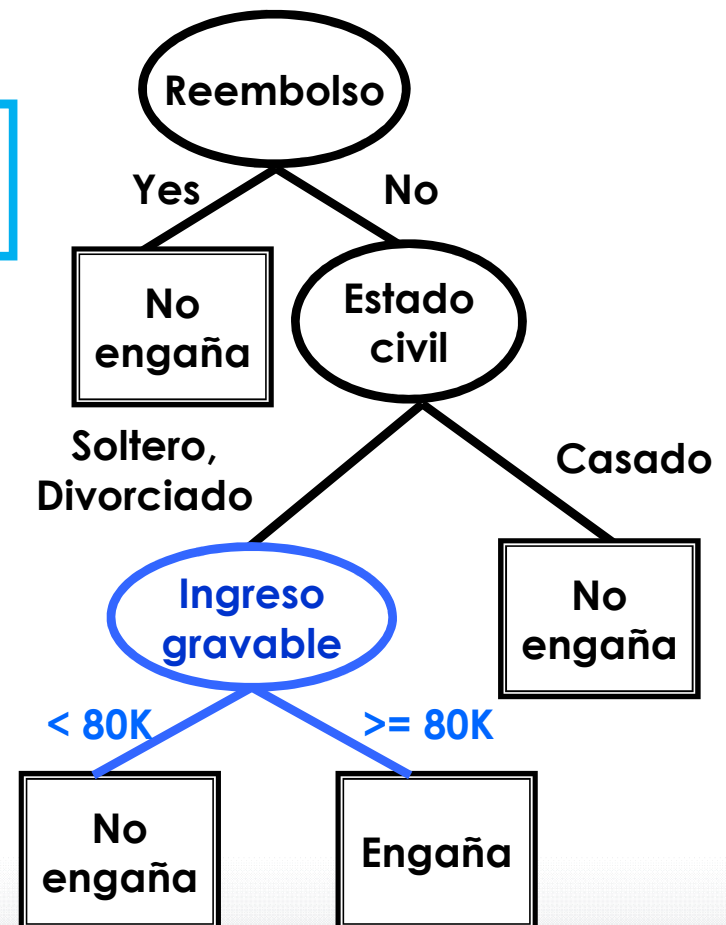 Reembolso
Yes
No
No
engaña
Estado
civil
Soltero,
Divorciado
Casado
Ingreso
gravable
No
engaña
< 80K
>= 80K
No
engaña
Engaña